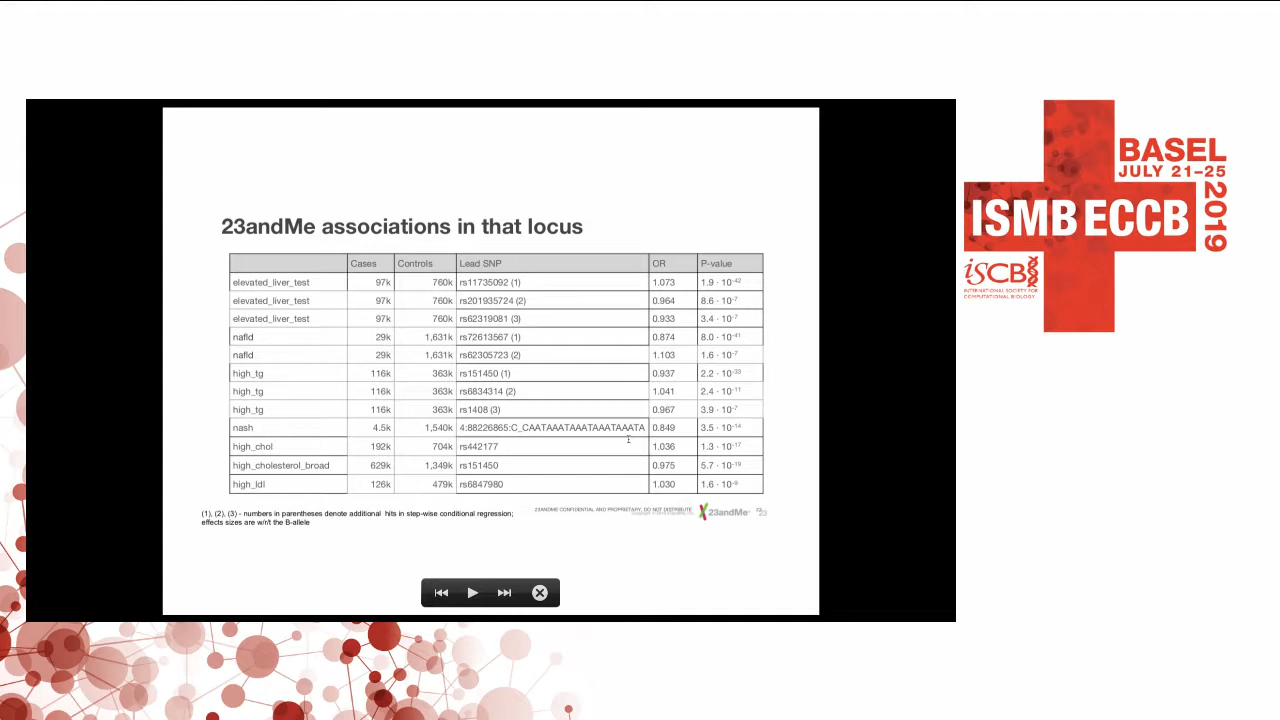 23andMe associations in that locus
Cases Controls Lead SNP OR P-value
elevated_liver_test 97k 760k rs11735092 (1) 1.073 1.9 · 10⁻⁴²
elevated_liver_test 97k 760k rs201935724 (2) 0.964 8.6 · 10⁻⁷
elevated_liver_test 97k 760k rs62319081 (3) 0.933 3.4 · 10⁻⁷
nafld 29k 1,631k rs72613567 (1) 0.874 8.0 · 10⁻⁴¹
nafld 29k 1,631k rs62305723 (2) 1.103 1.6 · 10⁻⁷
high_tg 116k 363k rs151450 (1) 0.937 2.2 · 10⁻³³
high_tg 116k 363k rs6834314 (2) 1.041 2.4 · 10⁻¹¹
high_tg 116k 363k rs1408 (3) 0.967 3.9 · 10⁻⁷
nash 4.5k 1,540k 4:88226865:C_CAATAAATAAATAAATAAATA 0.849 3.5 · 10⁻¹⁴
high_chol 192k 704k rs442177 1.036 1.3 · 10⁻¹⁷
high_cholesterol_broad 629k 1,349k rs151450 0.975 5.7 · 10⁻¹⁹
high_ldl 126k 479k rs6847980 1.030 1.6 · 10⁻⁹
(1), (2), (3) - numbers in parentheses denote additional hits in step-wise conditional regression;
effects sizes are w/r/t the B-allele
23ANDME CONFIDENTIAL AND PROPRIETARY, DO NOT DISTRIBUTE
23andMe
23
BASEL
JULY 21–25
2019
ISMB ECCB
ISCB
INTERNATIONAL SOCIETY FOR
COMPUTATIONAL BIOLOGY